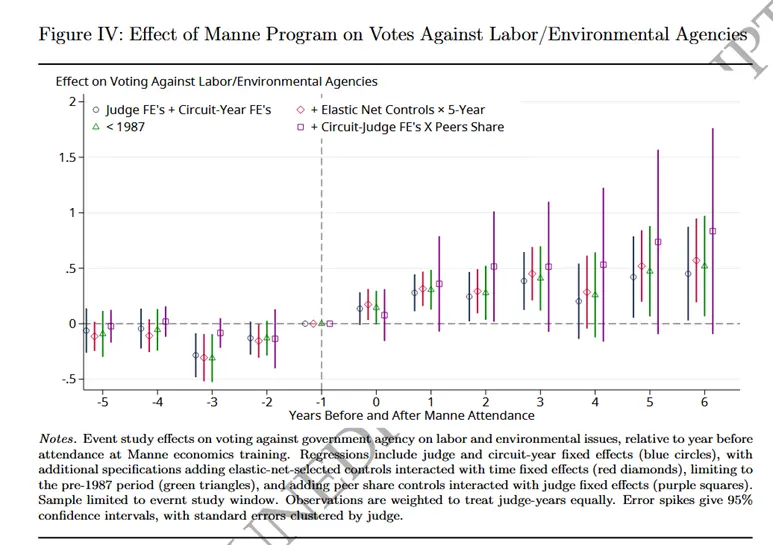 Figure IV: Effect of Manne Program on Votes Against Labor/Environmental Agencies
Effect on Voting Against Labor/Environmental Agencies
Judge FE's + Circuit-Year FE's
+ Elastic Net Controls × 5-Year
< 1987
+ Circuit-Judge FE's X Peers Share
2
1.5
1
.5
0
-.5
-5 -4 -3 -2 -1 0 1 2 3 4 5 6
Years Before and After Manne Attendance
Notes. Event study effects on voting against government agency on labor and environmental issues, relative to year before
attendance at Manne economics training. Regressions include judge and circuit-year fixed effects (blue circles), with
additional specifications adding elastic-net-selected controls interacted with time fixed effects (red diamonds), limiting to
the pre-1987 period (green triangles), and adding peer share controls interacted with judge fixed effects (purple squares).
Sample limited to evernt study window. Observations are weighted to treat judge-years equally. Error spikes give 95%
confidence intervals, with standard errors clustered by judge.
UNEDI
IPT